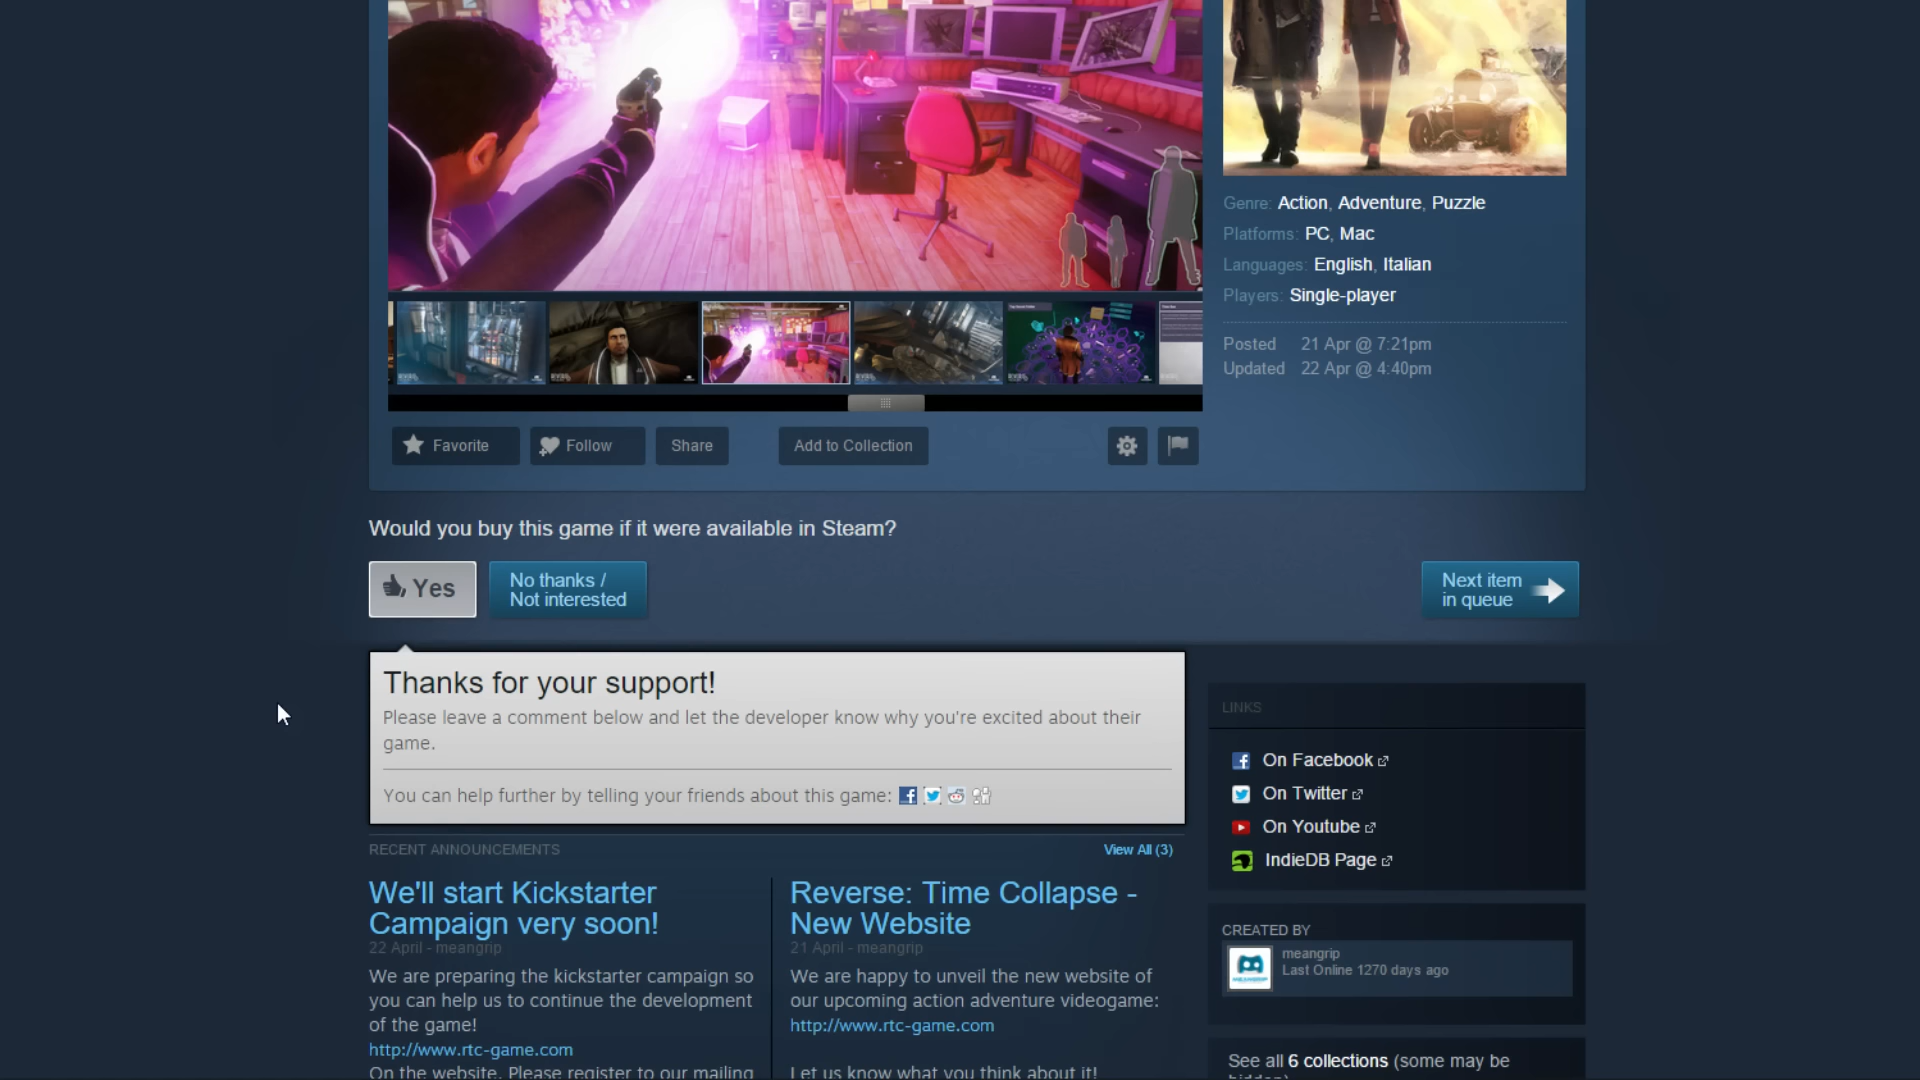 Genre: Action, Adventure, Puzzle
Platforms: PC, Mac
Languages: English, Italian
Players: Single-player
Posted 21 Apr @ 7:21pm
Updated 22 Apr @ 4:40pm
Favorite
Follow
Share
Add to Collection
Would you buy this game if it were available in Steam?
Yes
No thanks /
Not interested
Next item
in queue
Thanks for your support!
Please leave a comment below and let the developer know why you're excited about their
game.
You can help further by telling your friends about this game:
LINKS
On Facebook
On Twitter
On Youtube
IndieDB Page
RECENT ANNOUNCEMENTS
View All (3)
We'll start Kickstarter
Campaign very soon!
22 April - meangrip
We are preparing the kickstarter campaign so
you can help us to continue the development
of the game!
http://www.rtc-game.com
On the website, Please register to our mailing
Reverse: Time Collapse -
New Website
21 April - meangrip
We are happy to unveil the new website of
our upcoming action adventure videogame:
http://www.rtc-game.com
Let us know what you think about it!
CREATED BY
meangrip
Last Online 1270 days ago
See all 6 collections (some may be